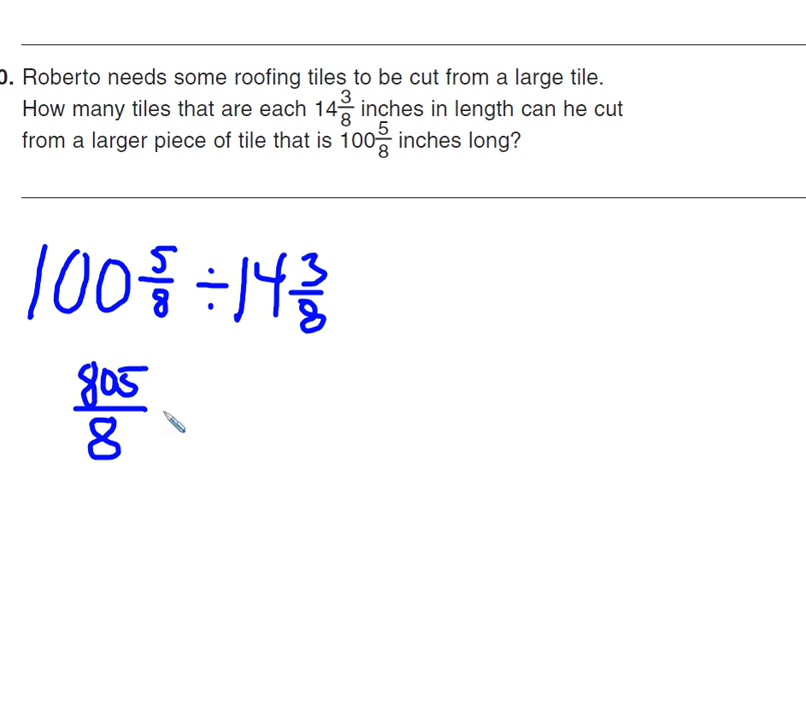 0. Roberto needs some roofing tiles to be cut from a large tile.
How many tiles that are each 14 3/8 inches in length can he cut
from a larger piece of tile that is 100 5/8 inches long?
100 5/8 ÷ 14 3/8
805/8